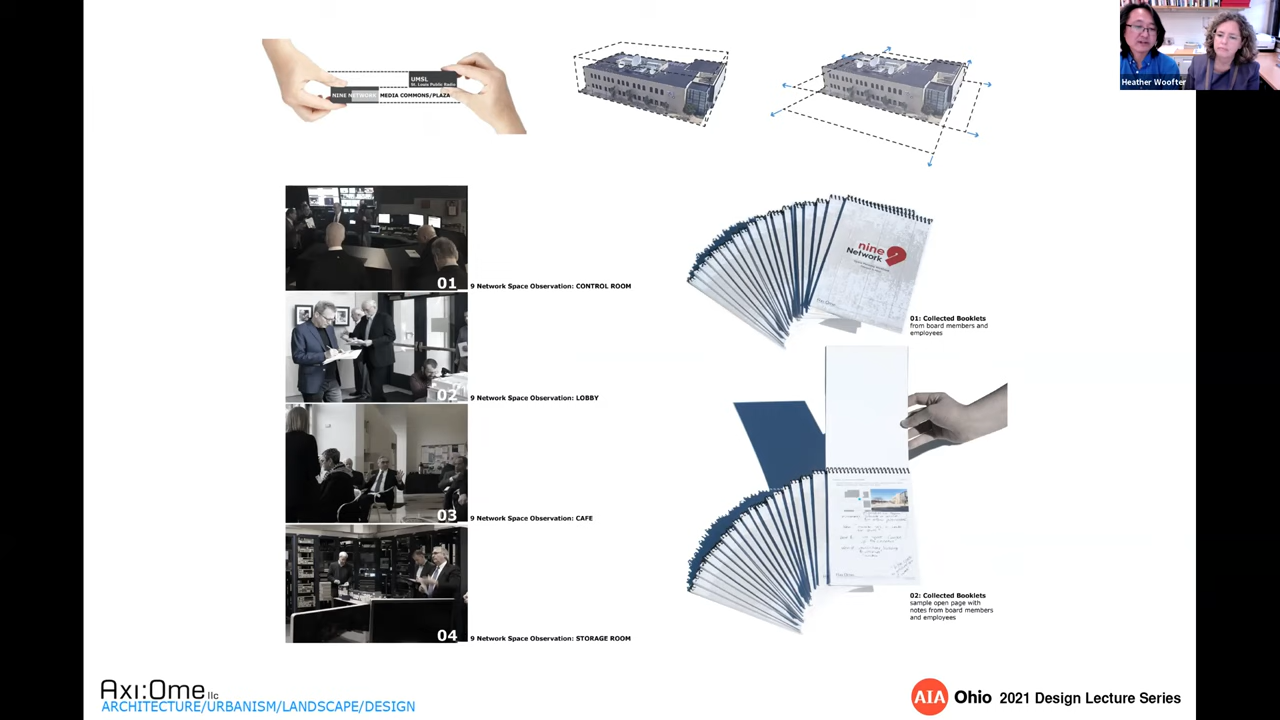 UMSL
St. Louis Public Radio
NINE NETWORK MEDIA COMMONS/PLAZA
Heather Woofter
01
9 Network Space Observation: CONTROL ROOM
02
9 Network Space Observation: LOBBY
03
9 Network Space Observation: CAFE
04
9 Network Space Observation: STORAGE ROOM
nine
Network
9
01: Collected Booklets
from board members and
employees
02: Collected Booklets
sample open page with
notes from board members
and employees
Axi:Ome llc
ARCHITECTURE/URBANISM/LANDSCAPE/DESIGN
AIA Ohio 2021 Design Lecture Series